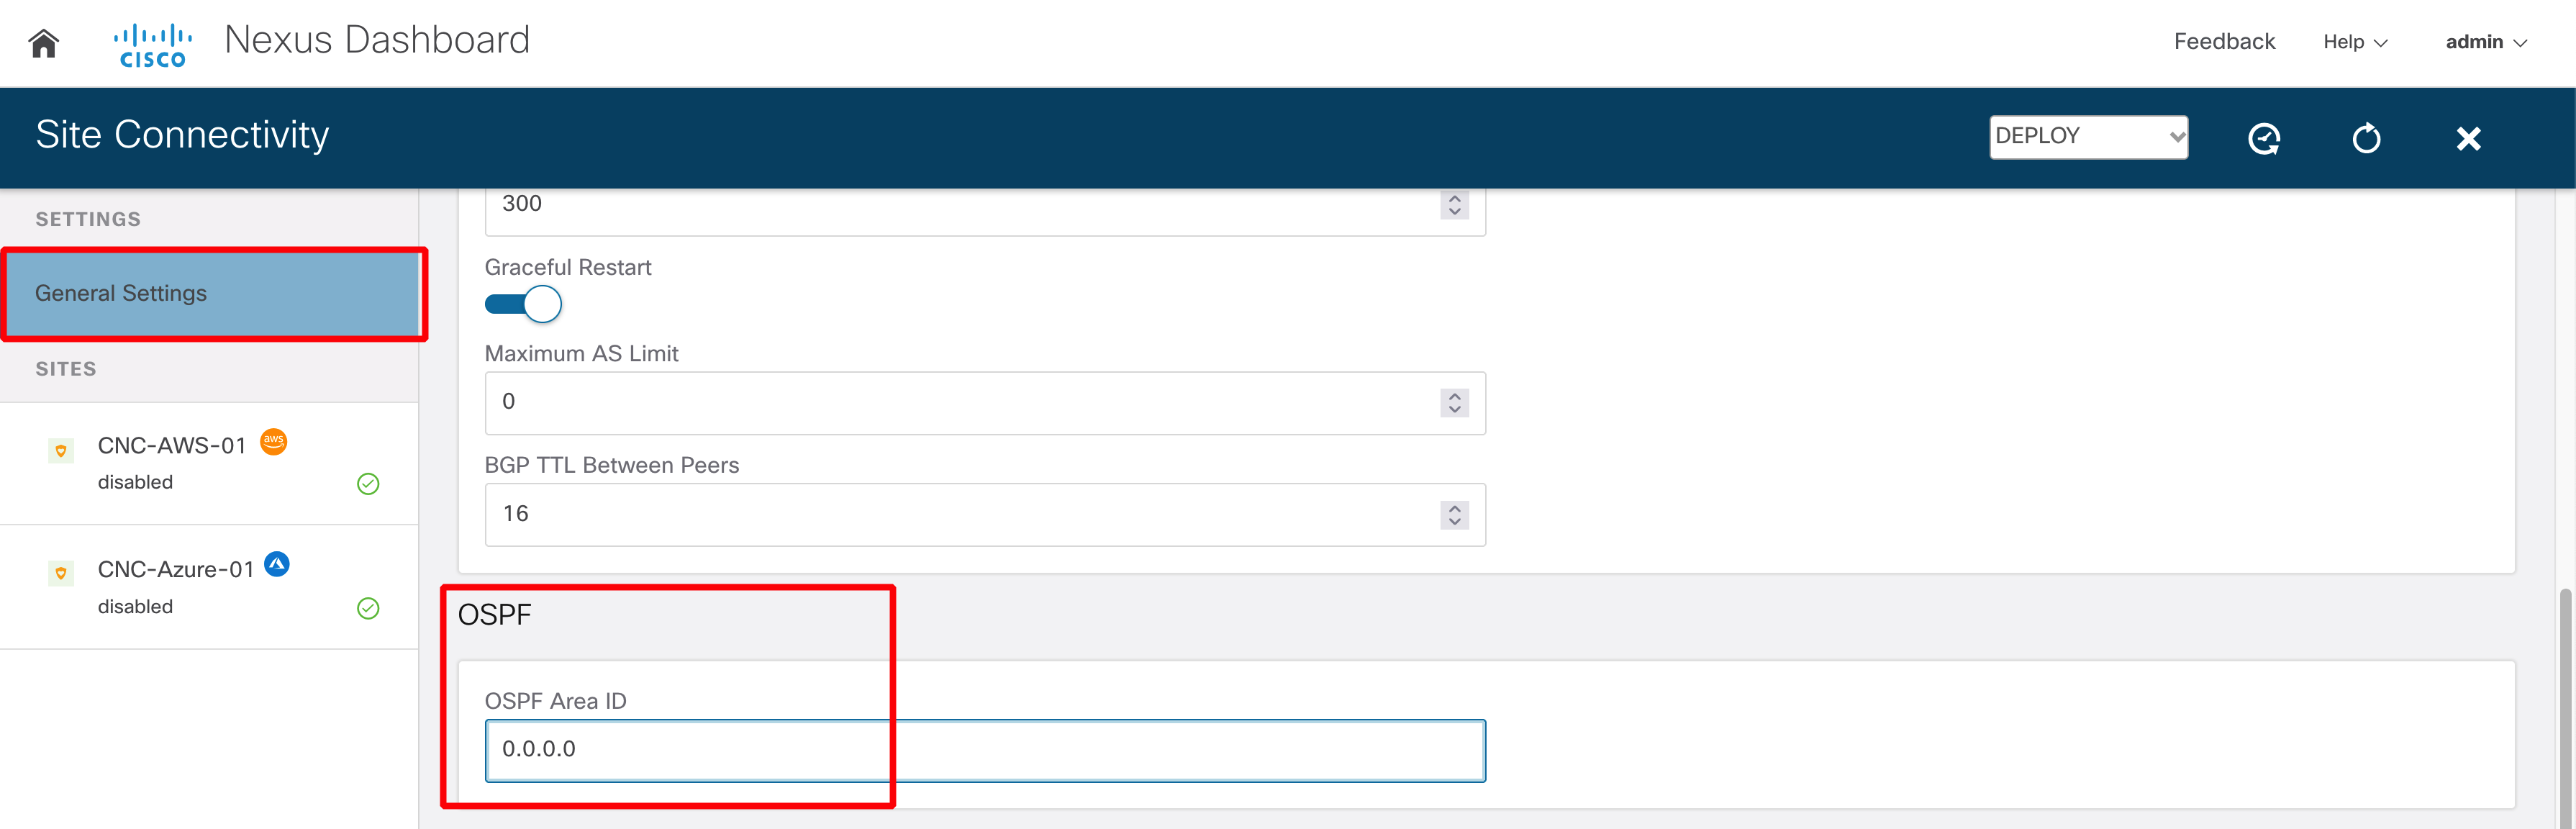 CISCO
Nexus Dashboard
Feedback
Help
admin
Site Connectivity
DEPLOY
SETTINGS
General Settings
SITES
CNC-AWS-01
aws
disabled
CNC-Azure-01
disabled
300
Graceful Restart
Maximum AS Limit
0
BGP TTL Between Peers
16
OSPF
OSPF Area ID
0.0.0.0